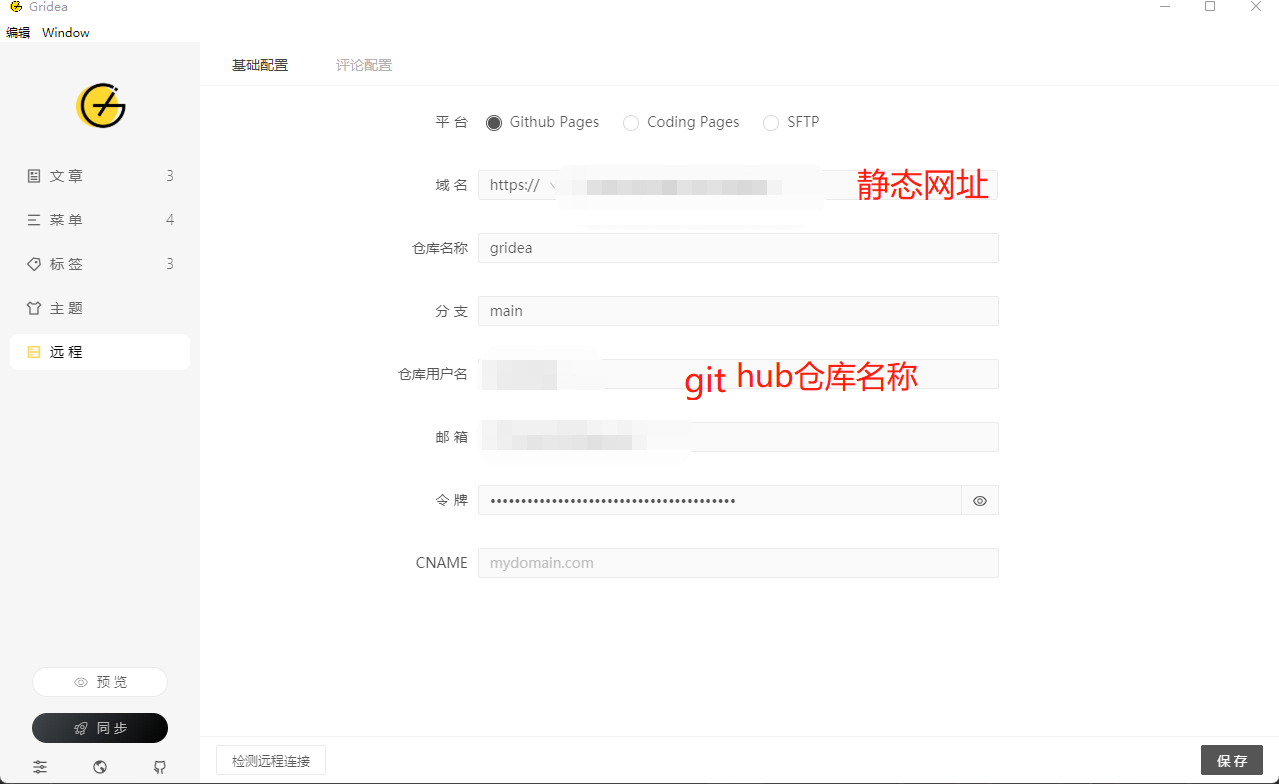 Gridea
编辑 Window
基础配置 评论配置
平台 Github Pages Coding Pages SFTP
文章 3
域名 https:// 静态网址
菜单 4
仓库名称 gridea
标签 3
主题
分支 main
远程
仓库用户名 git hub仓库名称
邮箱
令牌 ••••••••••••••••••••••••••••••••••••••••
CNAME mydomain.com
预览
同步
检测远程连接 保存